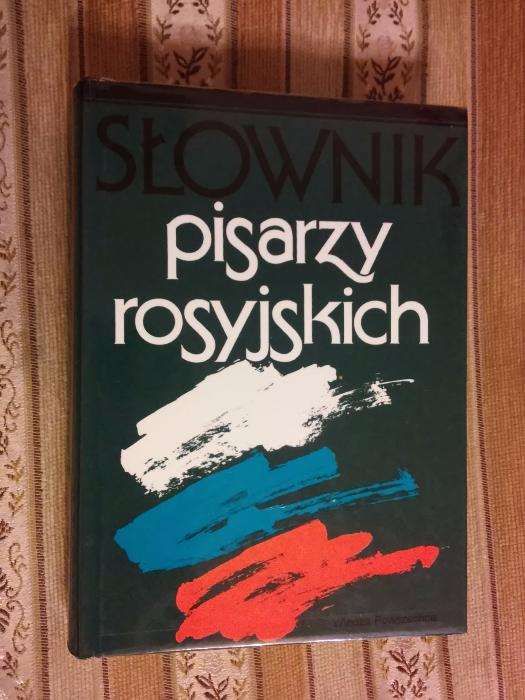 SŁOWNIK
pisarzy
rosyjskich
Wiedza Powszechna